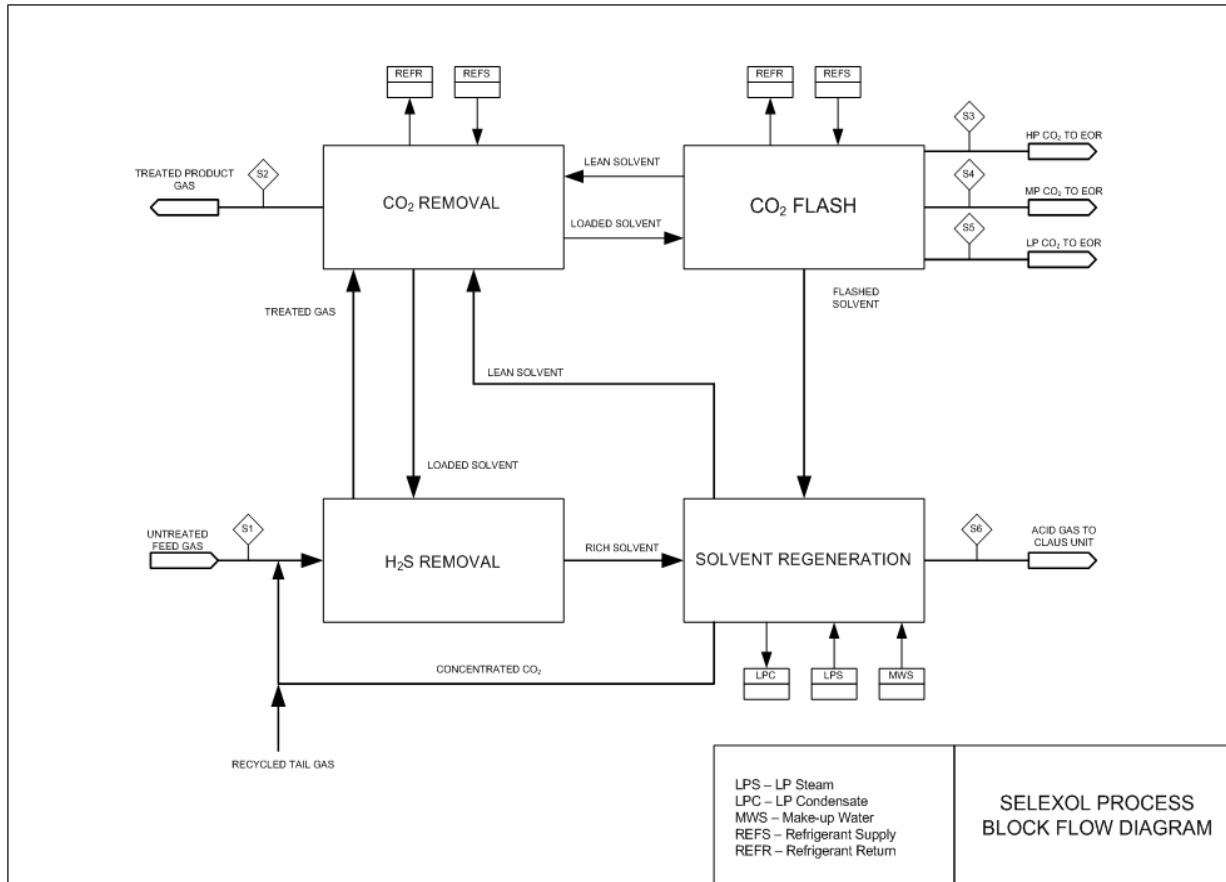 REFR
REFS
REFR
REFS
S3
HP CO₂ TO EOR
LEAN SOLVENT
TREATED PRODUCT
GAS
S2
CO₂ REMOVAL
CO₂ FLASH
S4
MP CO₂ TO EOR
LOADED SOLVENT
S5
LP CO₂ TO EOR
FLASHED
SOLVENT
TREATED GAS
LEAN SOLVENT
LOADED SOLVENT
UNTREATED
FEED GAS
S1
H₂S REMOVAL
RICH SOLVENT
SOLVENT REGENERATION
S6
ACID GAS TO
CLAUS UNIT
CONCENTRATED CO₂
LPC
LPS
MWS
RECYCLED TAIL GAS
LPS – LP Steam
LPC – LP Condensate
MWS – Make-up Water
REFS – Refrigerant Supply
REFR – Refrigerant Return
SELEXOL PROCESS
BLOCK FLOW DIAGRAM